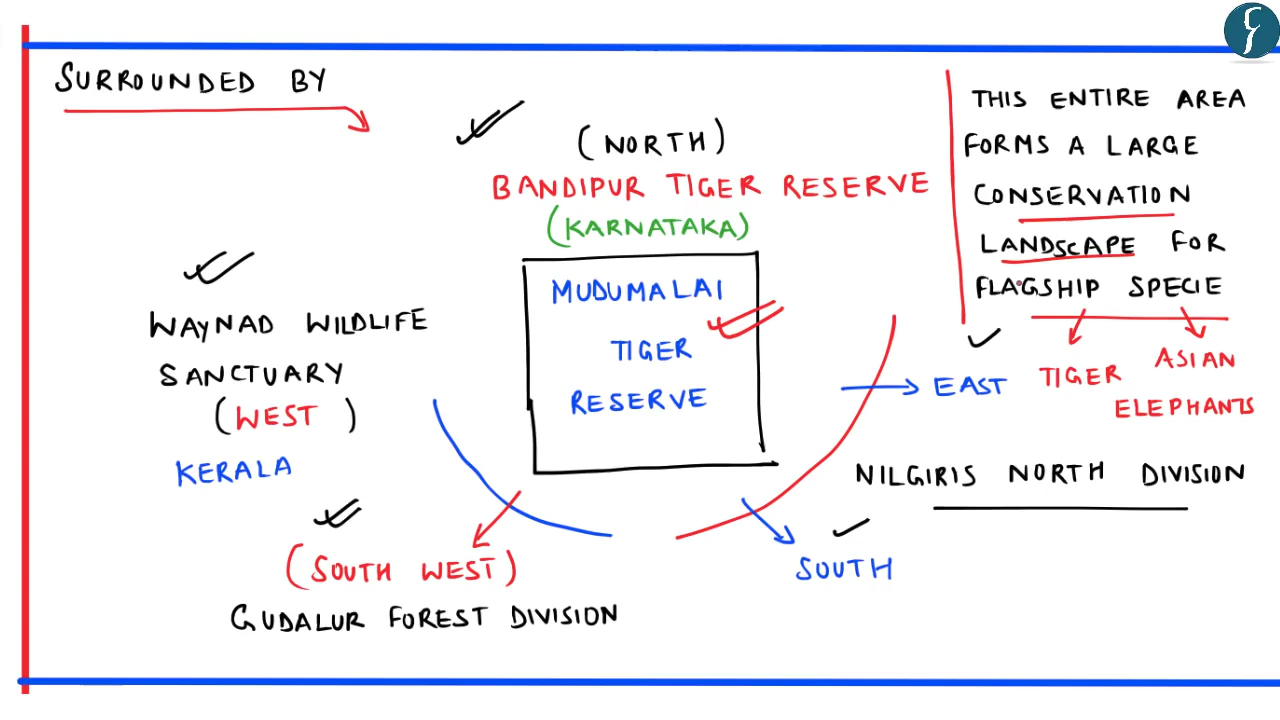 SURROUNDED BY
(NORTH)
BANDIPUR TIGER RESERVE
(KARNATAKA)
MUDUMALAI
TIGER
RESERVE
WAYNAD WILDLIFE
SANCTUARY
(WEST)
KERALA
(SOUTH WEST)
GUDALUR FOREST DIVISION
SOUTH
EAST
NILGIRIS NORTH DIVISION
THIS ENTIRE AREA
FORMS A LARGE
CONSERVATION
LANDSCAPE FOR
FLAGSHIP SPECIE
TIGER
ASIAN
ELEPHANTS